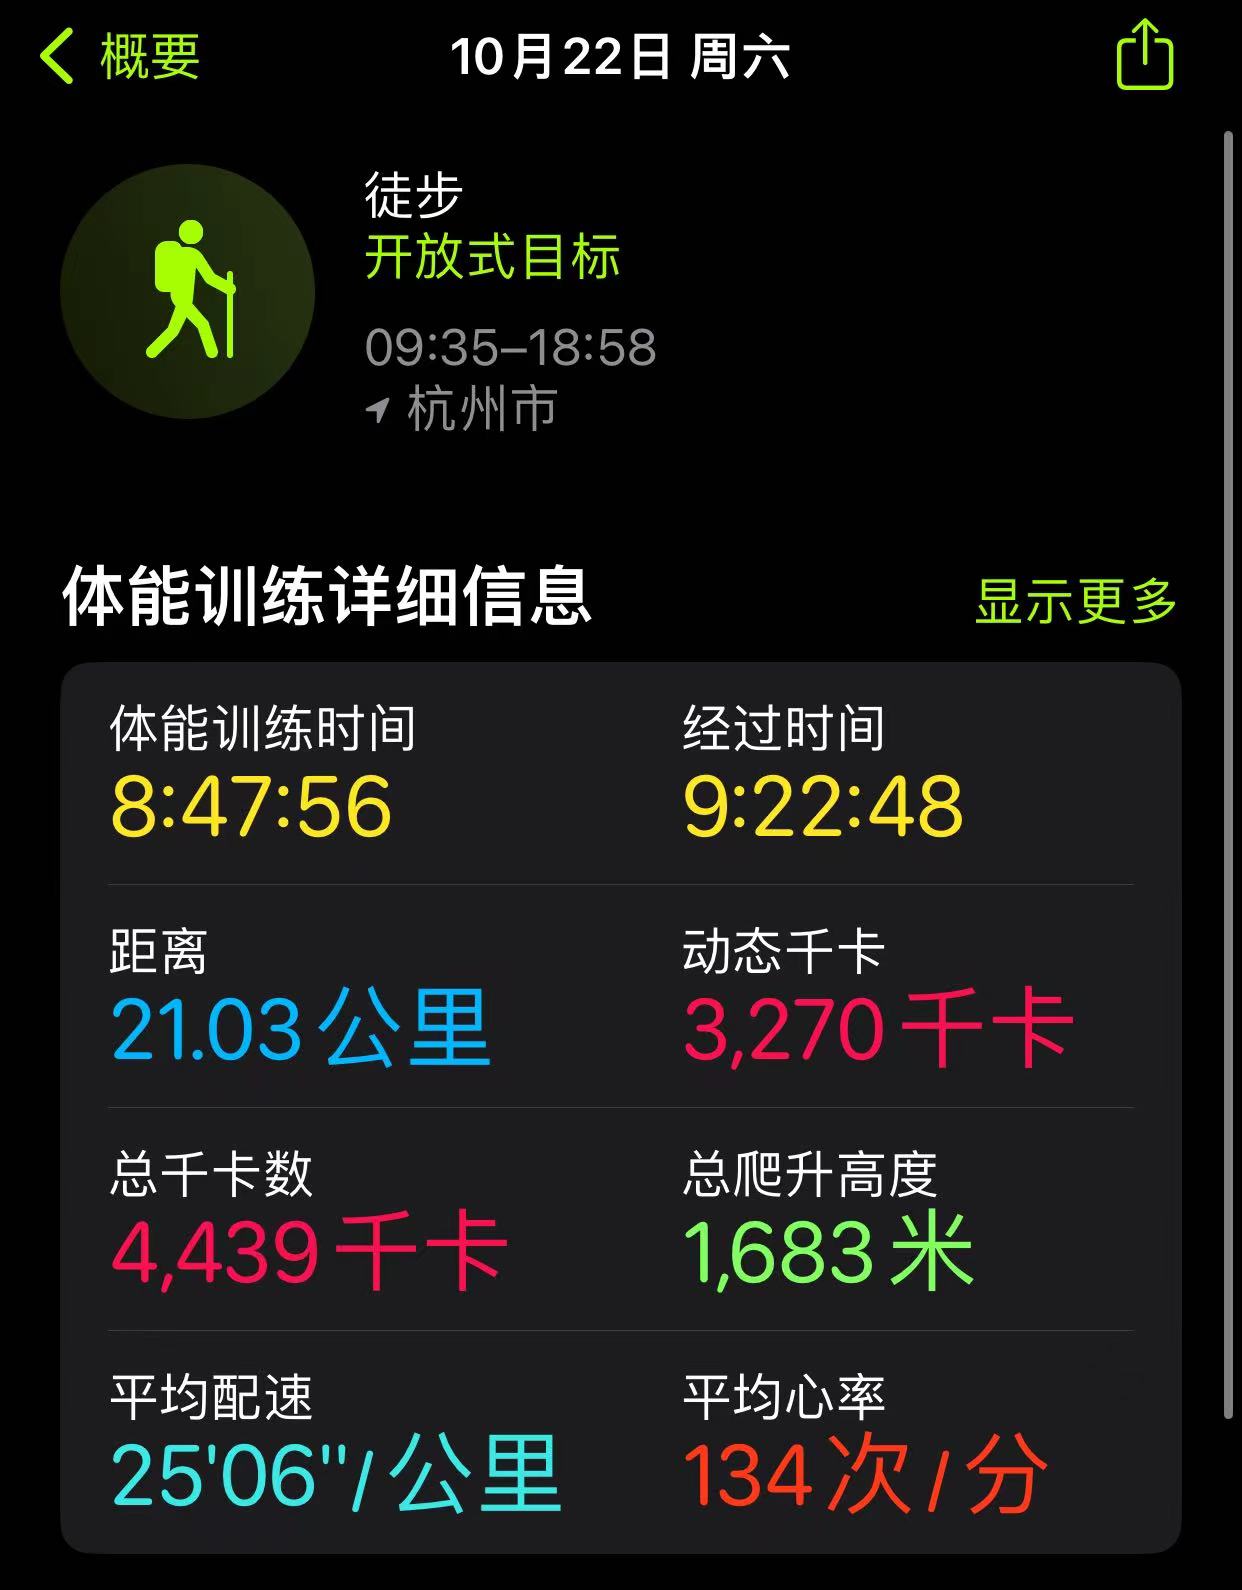 概要 10月22日 周六
徒步
开放式目标
09:35–18:58
杭州市
体能训练详细信息 显示更多
体能训练时间 经过时间
8:47:56 9:22:48
距离 动态千卡
21.03公里 3,270千卡
总千卡数 总爬升高度
4,439千卡 1,683米
平均配速 平均心率
25'06"/公里 134次/分